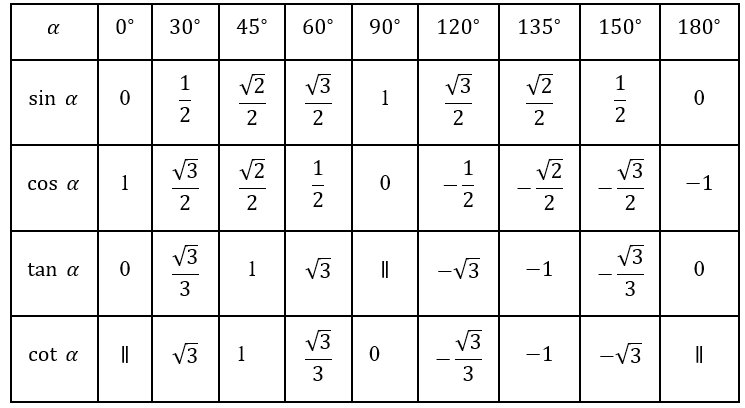 α 0° 30° 45° 60° 90° 120° 135° 150° 180°
sin α 0 1/2 √2/2 √3/2 1 √3/2 √2/2 1/2 0
cos α 1 √3/2 √2/2 1/2 0 −1/2 −√2/2 −√3/2 −1
tan α 0 √3/3 1 √3 ∥ −√3 −1 −√3/3 0
cot α ∥ √3 1 √3/3 0 −√3/3 −1 −√3 ∥